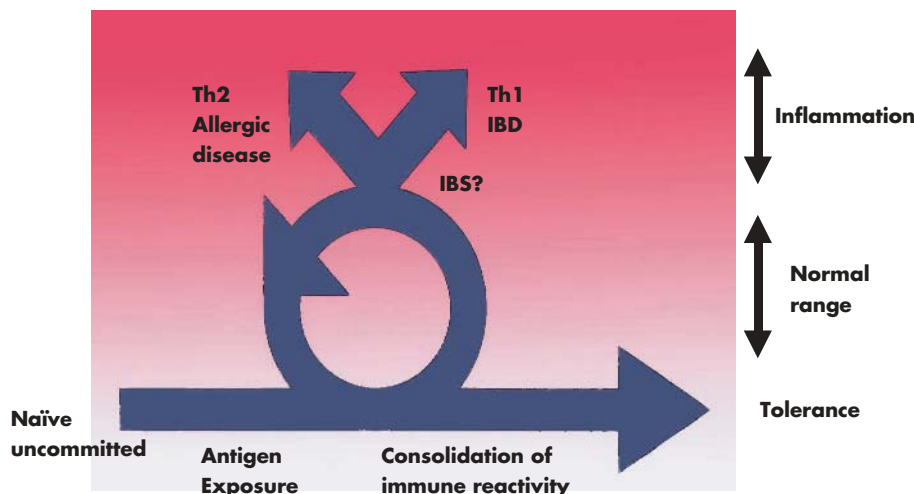 Th2
Allergic
disease
Th1
IBD
IBS?
Inflammation
Normal
range
Tolerance
Naïve
uncommitted
Antigen
Exposure
Consolidation of
immune reactivity